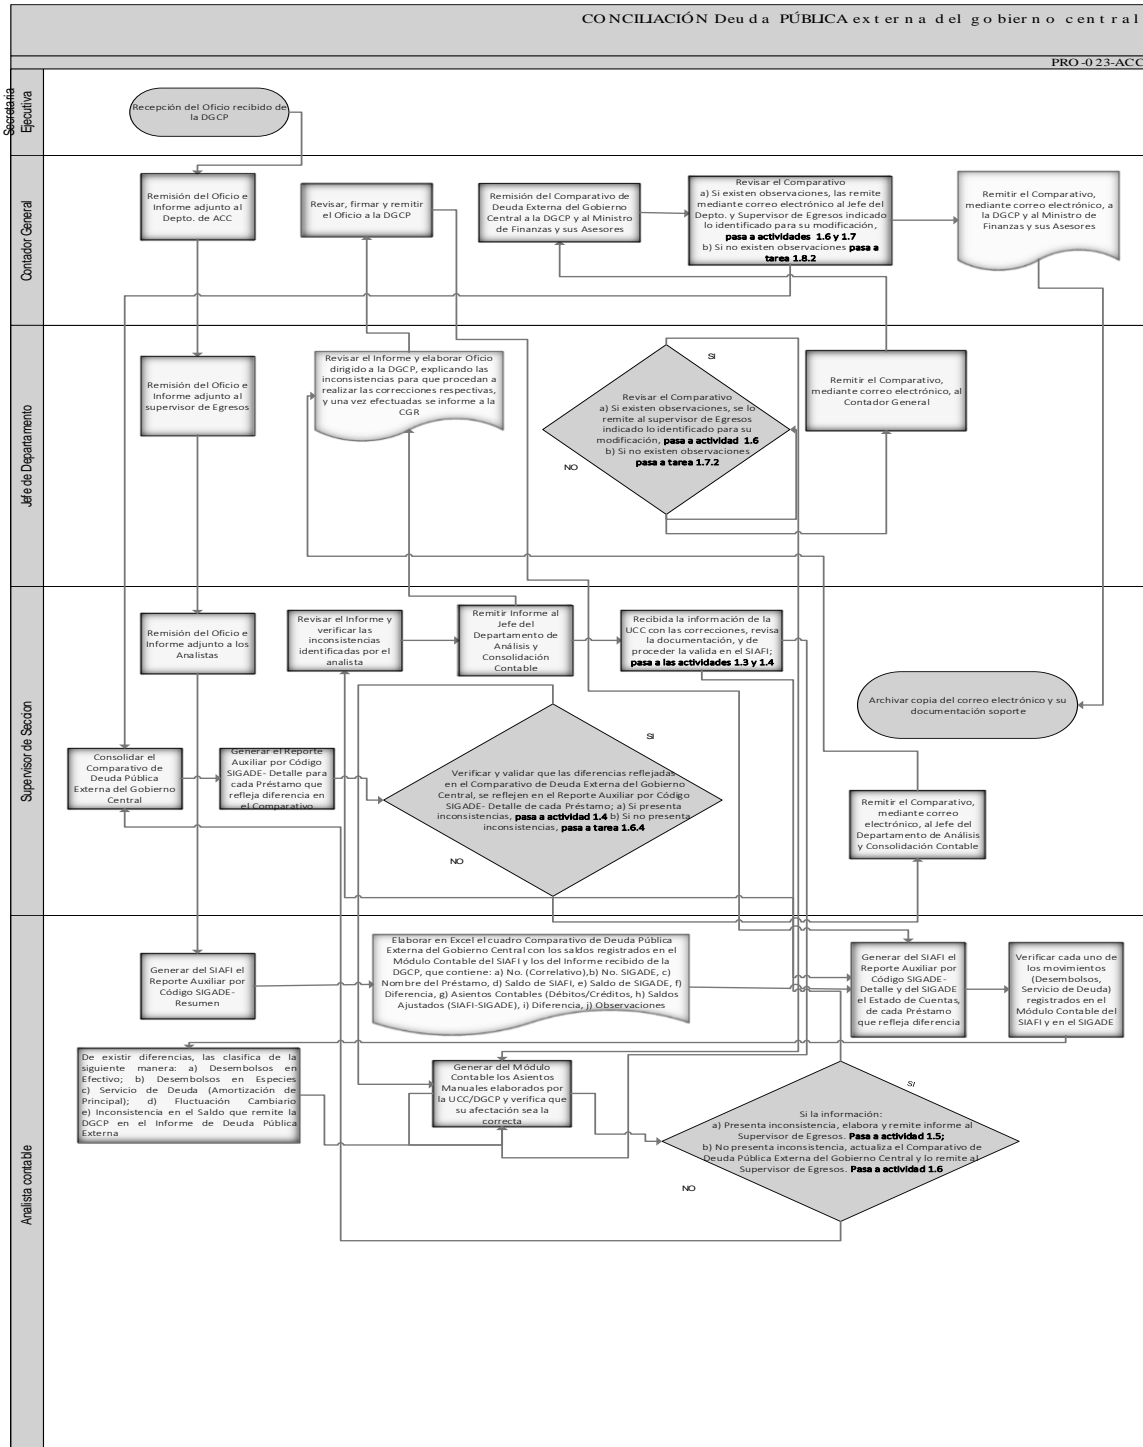 CONCILIACIÓN Deuda PÚBLICA externa del gobierno central
PRO-023-ACC
Secretaria
Ejecutiva
Recepción del Oficio recibido de
la DGCP
Contador General
Remisión del Oficio e
Informe adjunto al
Depto. de ACC
Revisar, firmar y remitir
el Oficio a la DGCP
Remisión del Comparativo de
Deuda Externa del Gobierno
Central a la DGCP y al Ministro
de Finanzas y sus Asesores
Revisar el Comparativo
a) Si existen observaciones, las remite
mediante correo electrónico al Jefe del
Depto. y Supervisor de Egresos indicado
lo identificado para su modificación,
pasa a actividades 1.6 y 1.7
b) Si no existen observaciones pasa a
tarea 1.8.2
Remitir el Comparativo,
mediante correo electrónico, a
la DGCP y al Ministro de
Finanzas y sus Asesores
Jefe de Departamento
Remisión del Oficio e
Informe adjunto al
supervisor de Egresos
Revisar el Informe y elaborar Oficio
dirigido a la DGCP, explicando las
inconsistencias para que procedan a
realizar las correcciones respectivas,
y una vez efectuadas se informe a la
CGR
SI
Revisar el Comparativo
a) Si existen observaciones, se lo
remite al supervisor de Egresos
indicado lo identificado para su
modificación, pasa a actividad 1.6
b) Si no existen observaciones
pasa a tarea 1.7.2
NO
Remitir el Comparativo,
mediante correo electrónico, al
Contador General
Supervisor de Seccion
Remisión del Oficio e
Informe adjunto a los
Analistas
Revisar el Informe y
verificar las
inconsistencias
identificadas por el
analista
Remitir Informe al
Jefe del
Departamento de
Análisis y
Consolidación
Contable
Recibida la información de la
UCC con las correcciones, revisa
la documentación, y de
proceder la valida en el SIAFI;
pasa a las actividades 1.3 y 1.4
Archivar copia del correo electrónico y su
documentación soporte
Consolidar el
Comparativo de
Deuda Pública
Externa del Gobierno
Central
Generar el Reporte
Auxiliar por Código
SIGADE- Detalle para
cada Préstamo que
refleja diferencia en
el Comparativo
SI
Verificar y validar que las diferencias reflejadas
en el Comparativo de Deuda Externa del Gobierno
Central, se reflejen en el Reporte Auxiliar por Código
SIGADE- Detalle de cada Préstamo; a) Si presenta
inconsistencias, pasa a actividad 1.4 b) Si no presenta
inconsistencias, pasa a tarea 1.6.4
NO
Remitir el Comparativo,
mediante correo
electrónico, al Jefe del
Departamento de Análisis
y Consolidación Contable
Analista contable
Generar del SIAFI el
Reporte Auxiliar por
Código SIGADE-
Resumen
Elaborar en Excel el cuadro Comparativo de Deuda Pública
Externa del Gobierno Central con los saldos registrados en el
Módulo Contable del SIAFI y los del Informe recibido de la
DGCP, que contiene: a) No. (Correlativo),b) No. SIGADE, c)
Nombre del Préstamo, d) Saldo de SIAFI, e) Saldo de SIGADE, f)
Diferencia, g) Asientos Contables (Débitos/Créditos, h) Saldos
Ajustados (SIAFI-SIGADE), i) Diferencia, j) Observaciones
Generar del SIAFI el
Reporte Auxiliar por
Código SIGADE-
Detalle y del SIGADE
el Estado de Cuentas,
de cada Préstamo
que refleja diferencia
Verificar cada uno de
los movimientos
(Desembolsos,
Servicio de Deuda)
registrados en el
Módulo Contable del
SIAFI y en el SIGADE
De existir diferencias, las clasifica de la
siguiente manera: a) Desembolsos en
Efectivo; b) Desembolsos en Especies
c) Servicio de Deuda (Amortización de
Principal); d) Fluctuación Cambiario
e) Inconsistencia en el Saldo que remite la
DGCP en el Informe de Deuda Pública
Externa
Generar del Módulo
Contable los Asientos
Manuales elaborados por
la UCC/DGCP y verifica que
su afectación sea la
correcta
SI
Si la información:
a) Presenta inconsistencia, elabora y remite informe al
Supervisor de Egresos. Pasa a actividad 1.5;
b) No presenta inconsistencia, actualiza el Comparativo de
Deuda Pública Externa del Gobierno Central y lo remite al
Supervisor de Egresos. Pasa a actividad 1.6
NO